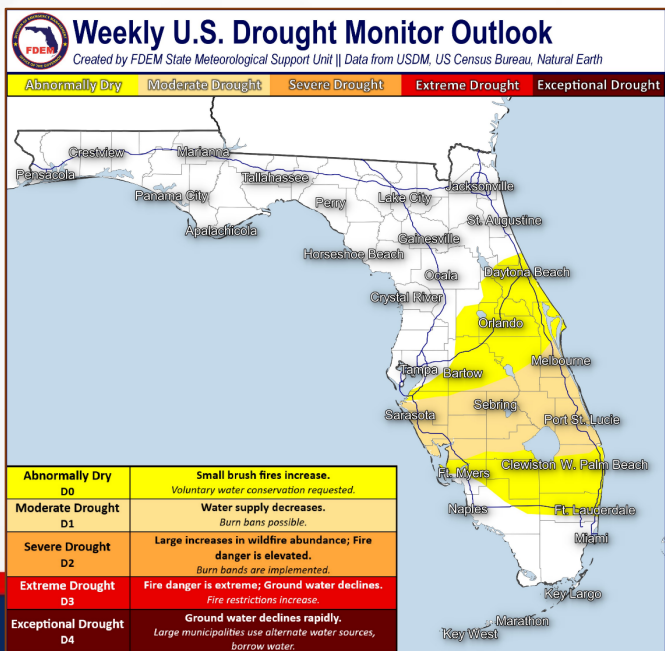 FDEM
Weekly U.S. Drought Monitor Outlook
Created by FDEM State Meteorological Support Unit || Data from USDM, US Census Bureau, Natural Earth
Abnormally Dry Moderate Drought Severe Drought Extreme Drought Exceptional Drought
Crestview
Marianna
Pensacola
Tallahassee
Jacksonville
Panama City
Lake City
Perry
St. Augustine
Apalachicola
Gainesville
Horseshoe Beach
Ocala
Daytona Beach
Crystal River
Orlando
Melbourne
Tampa
Bartow
Sebring
Sarasota
Port St. Lucie
Clewiston
W. Palm Beach
Ft. Myers
Naples
Ft. Lauderdale
Miami
Key Largo
Marathon
Key West
Abnormally Dry
D0
Small brush fires increase.
Voluntary water conservation requested.
Moderate Drought
D1
Water supply decreases.
Burn bans possible.
Severe Drought
D2
Large increases in wildfire abundance; Fire
danger is elevated.
Burn bands are implemented.
Extreme Drought
D3
Fire danger is extreme; Ground water declines.
Fire restrictions increase.
Exceptional Drought
D4
Ground water declines rapidly.
Large municipalities use alternate water sources,
borrow water.